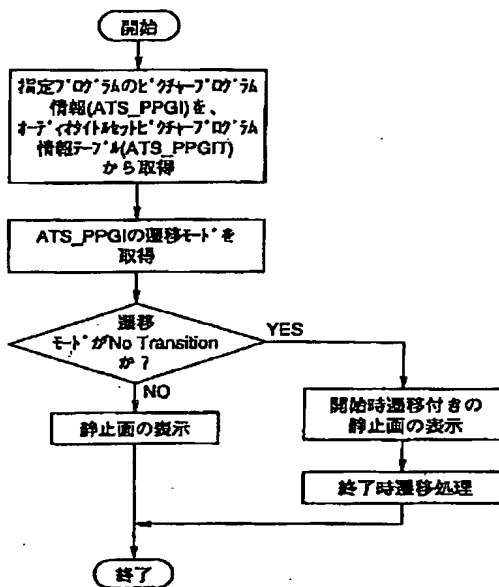 開始
指定プログラムのピクチャープログラム
情報(ATS_PPGI)を、
オーディオタイトルセットピクチャープログラム
情報テーブル(ATS_PPGIT)
から取得
ATS_PPGIの遷移モードを
取得
遷移
モードがNo Transition
か?
YES
NO
静止画の表示
開始時遷移付きの
静止画の表示
終了時遷移処理
終了